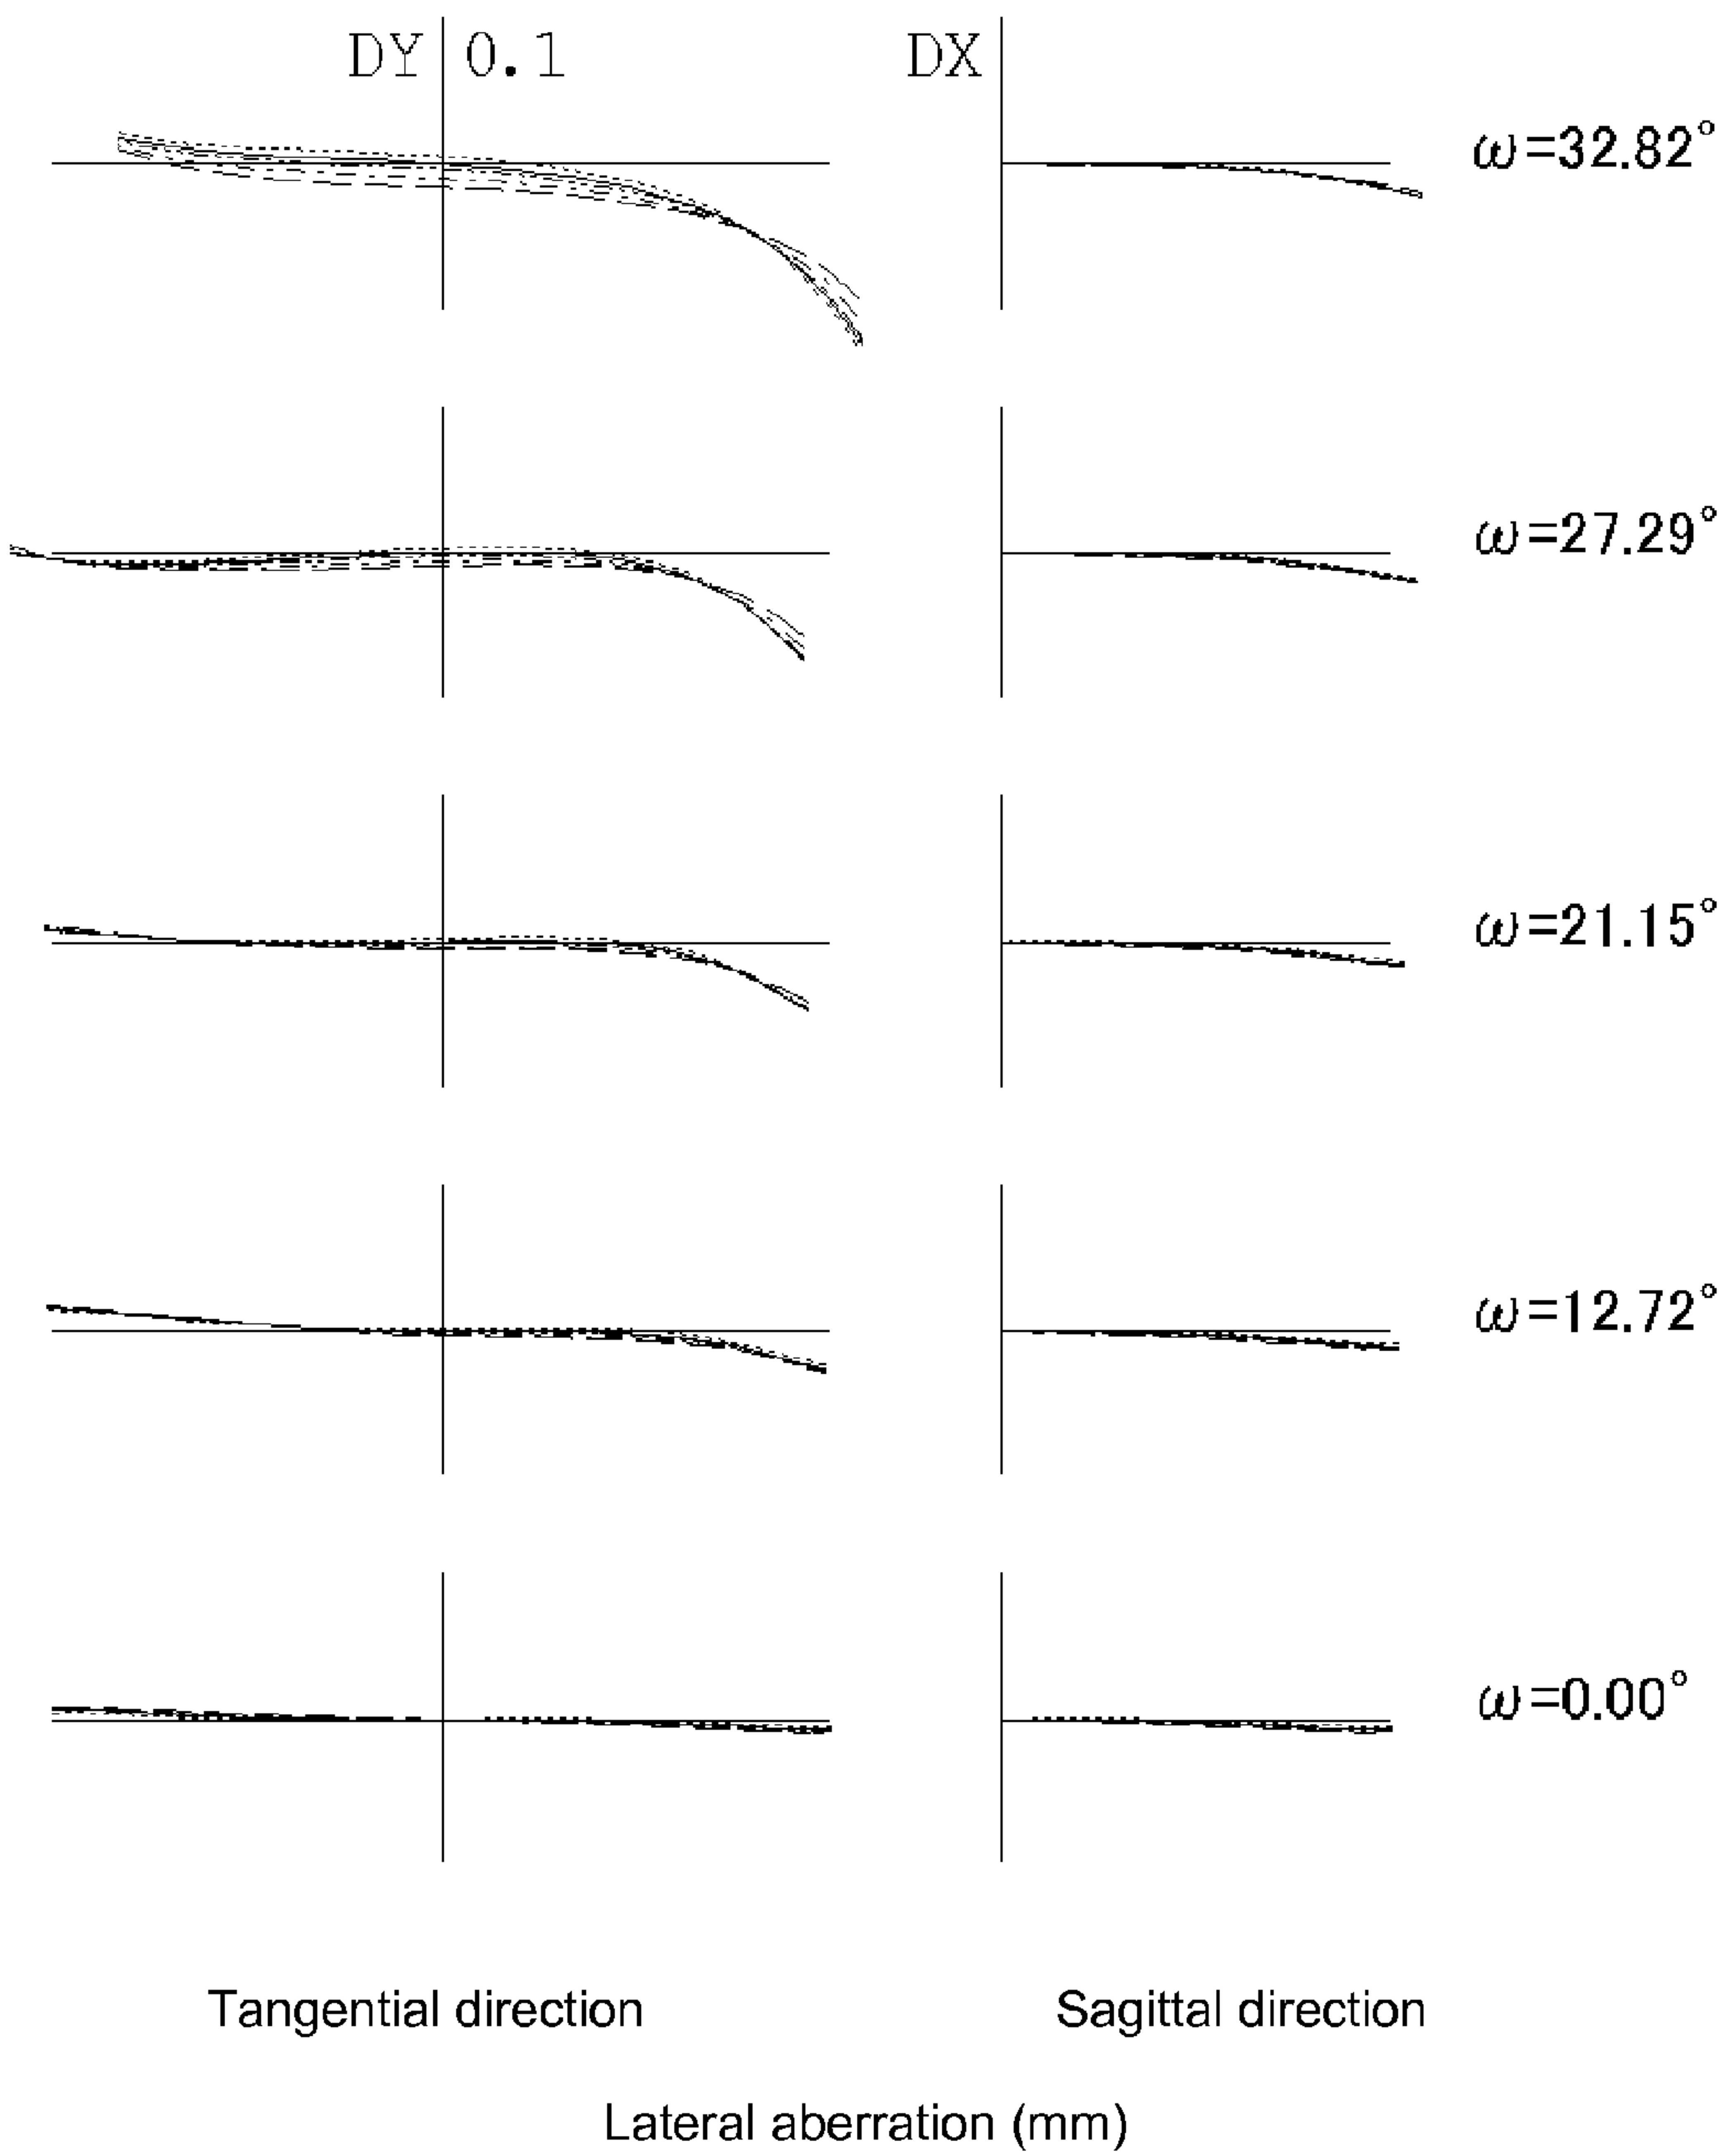 DY 0.1 DX
ω=32.82°
ω=27.29°
ω=21.15°
ω=12.72°
ω=0.00°
Tangential direction Sagittal direction
Lateral aberration (mm)